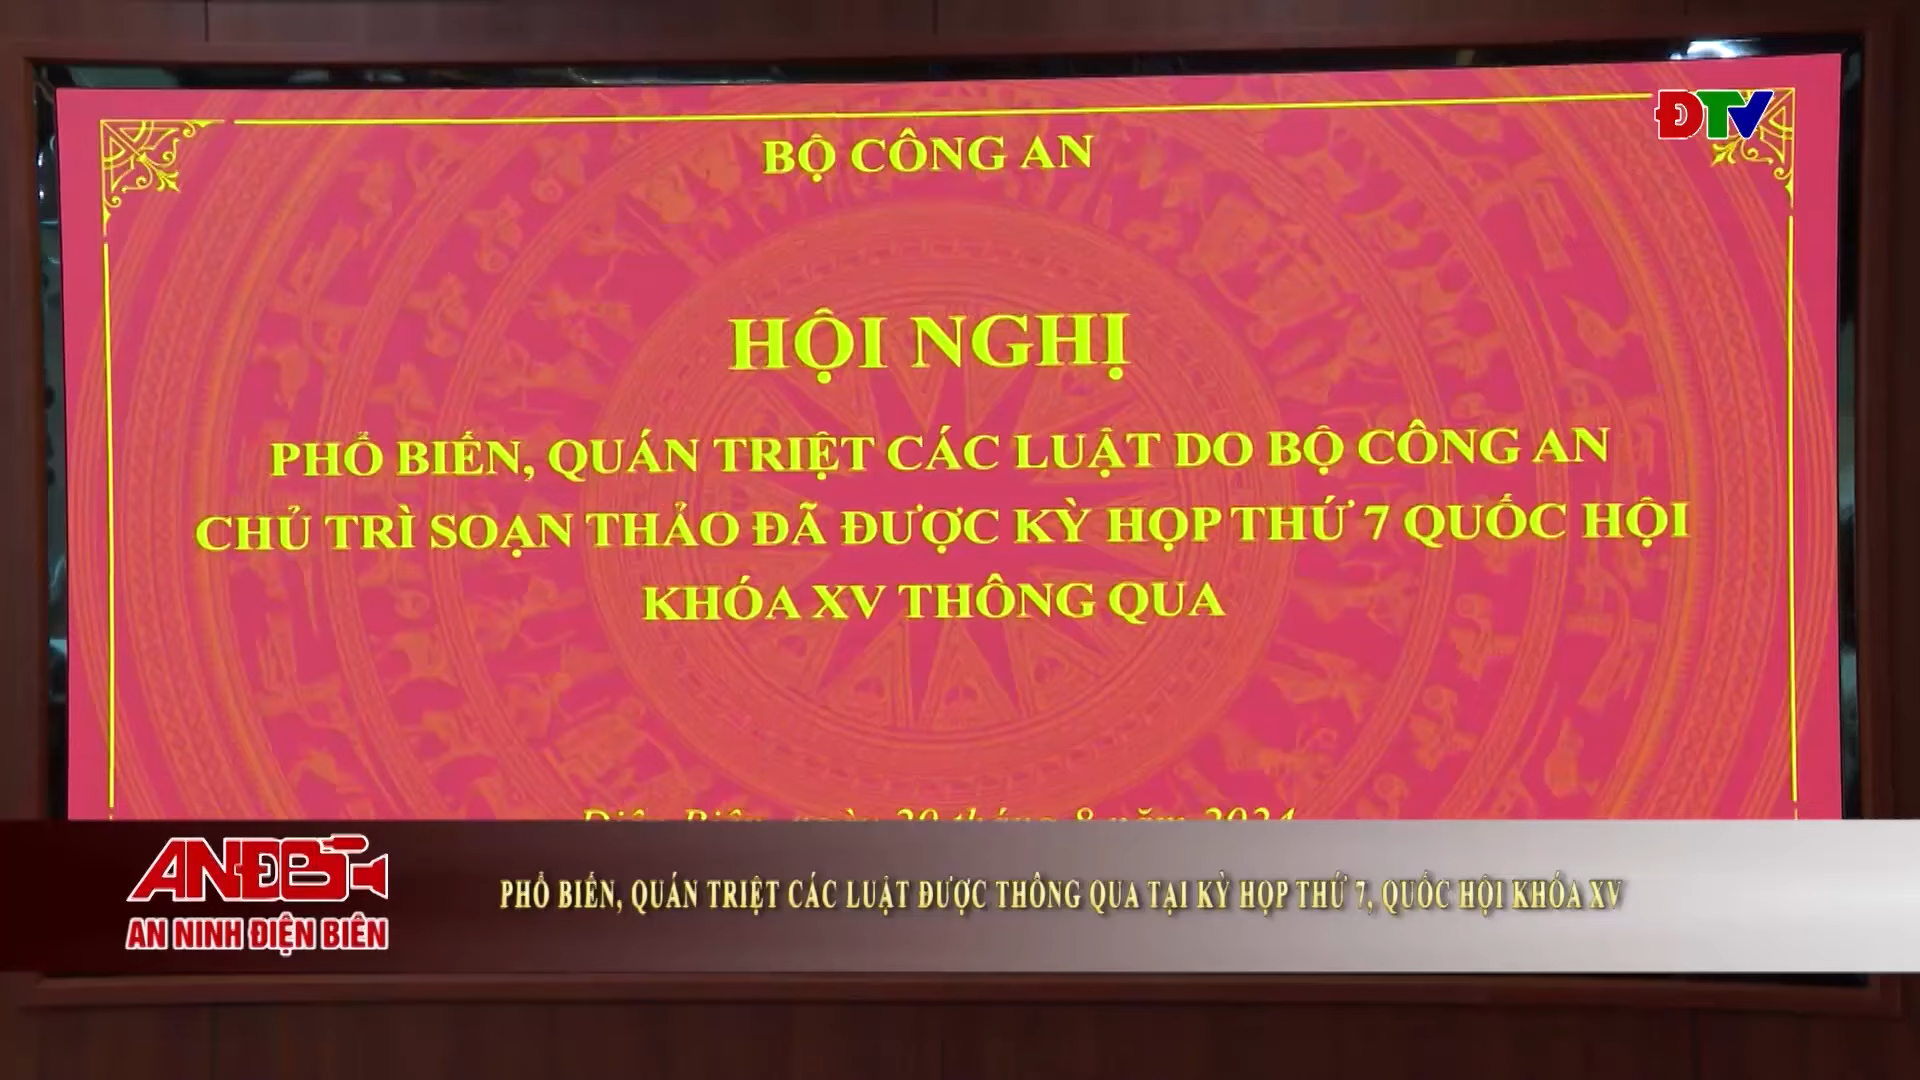 ĐTV
BỘ CÔNG AN
HỘI NGHỊ
PHỔ BIẾN, QUÁN TRIỆT CÁC LUẬT DO BỘ CÔNG AN
CHỦ TRÌ SOẠN THẢO ĐÃ ĐƯỢC KỲ HỌP THỨ 7 QUỐC HỘI
KHÓA XV THÔNG QUA
ANĐB
AN NINH ĐIỆN BIÊN
PHỔ BIẾN, QUÁN TRIỆT CÁC LUẬT ĐƯỢC THÔNG QUA TẠI KỲ HỌP THỨ 7, QUỐC HỘI KHÓA XV